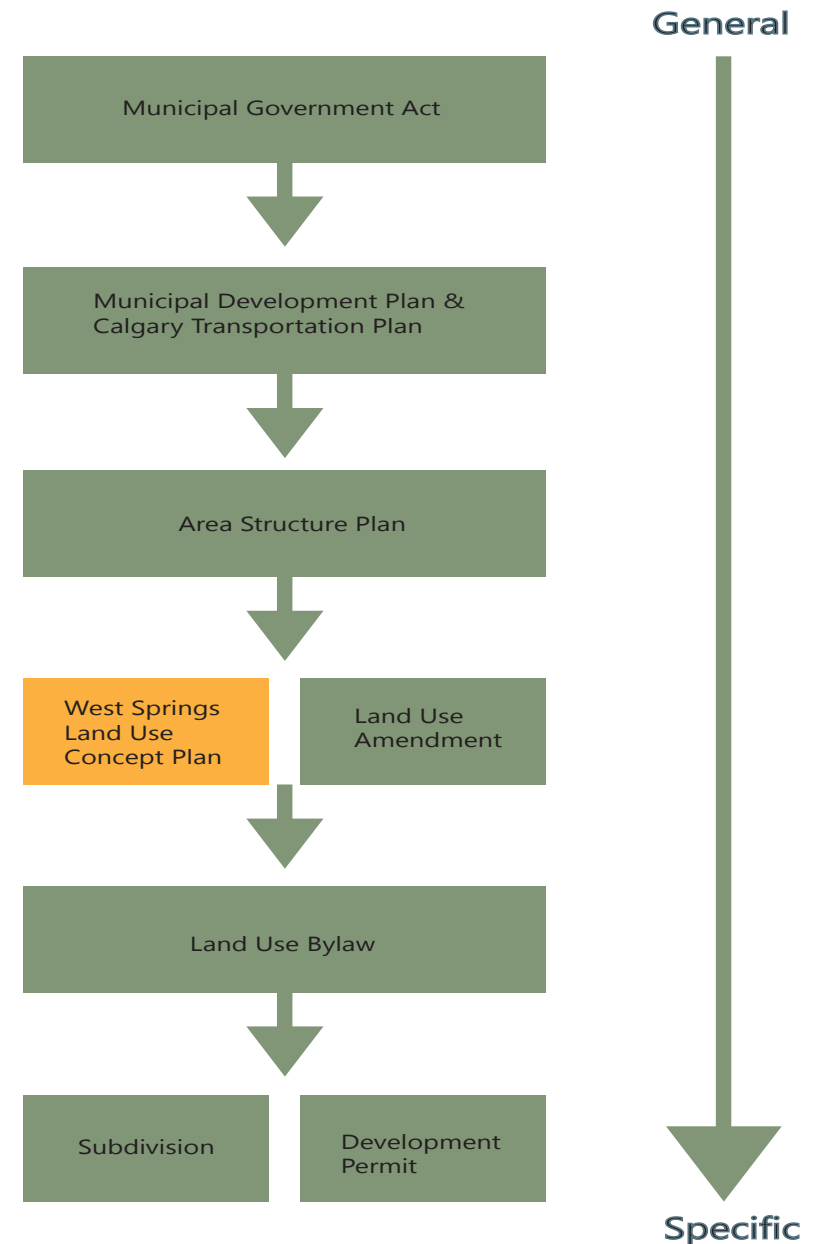 General
Municipal Government Act
Municipal Development Plan &
Calgary Transportation Plan
Area Structure Plan
West Springs
Land Use
Concept Plan
Land Use
Amendment
Land Use Bylaw
Subdivision
Development
Permit
Specific